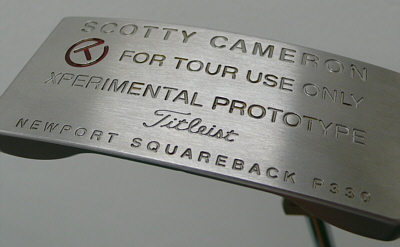 SCOTTY CAMERON
T FOR TOUR USE ONLY
XPERIMENTAL PROTOTYPE
Titleist
NEWPORT SQUAREBACK F330